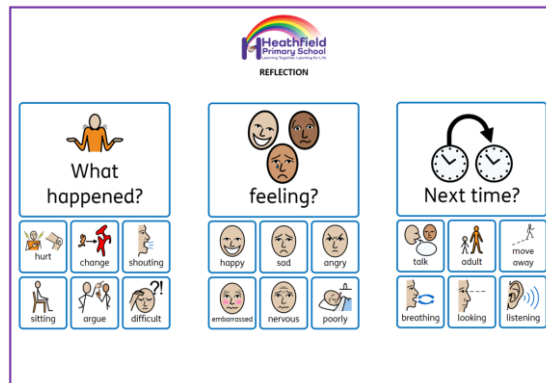 Heathfield
Primary School
Learning Together, Learning for Life
REFLECTION
What
happened?
hurt
change
shouting
sitting
argue
?!
difficult
feeling?
happy
sad
angry
embarrassed
nervous
poorly
Next time?
talk
adult
move
away
breathing
looking
listening